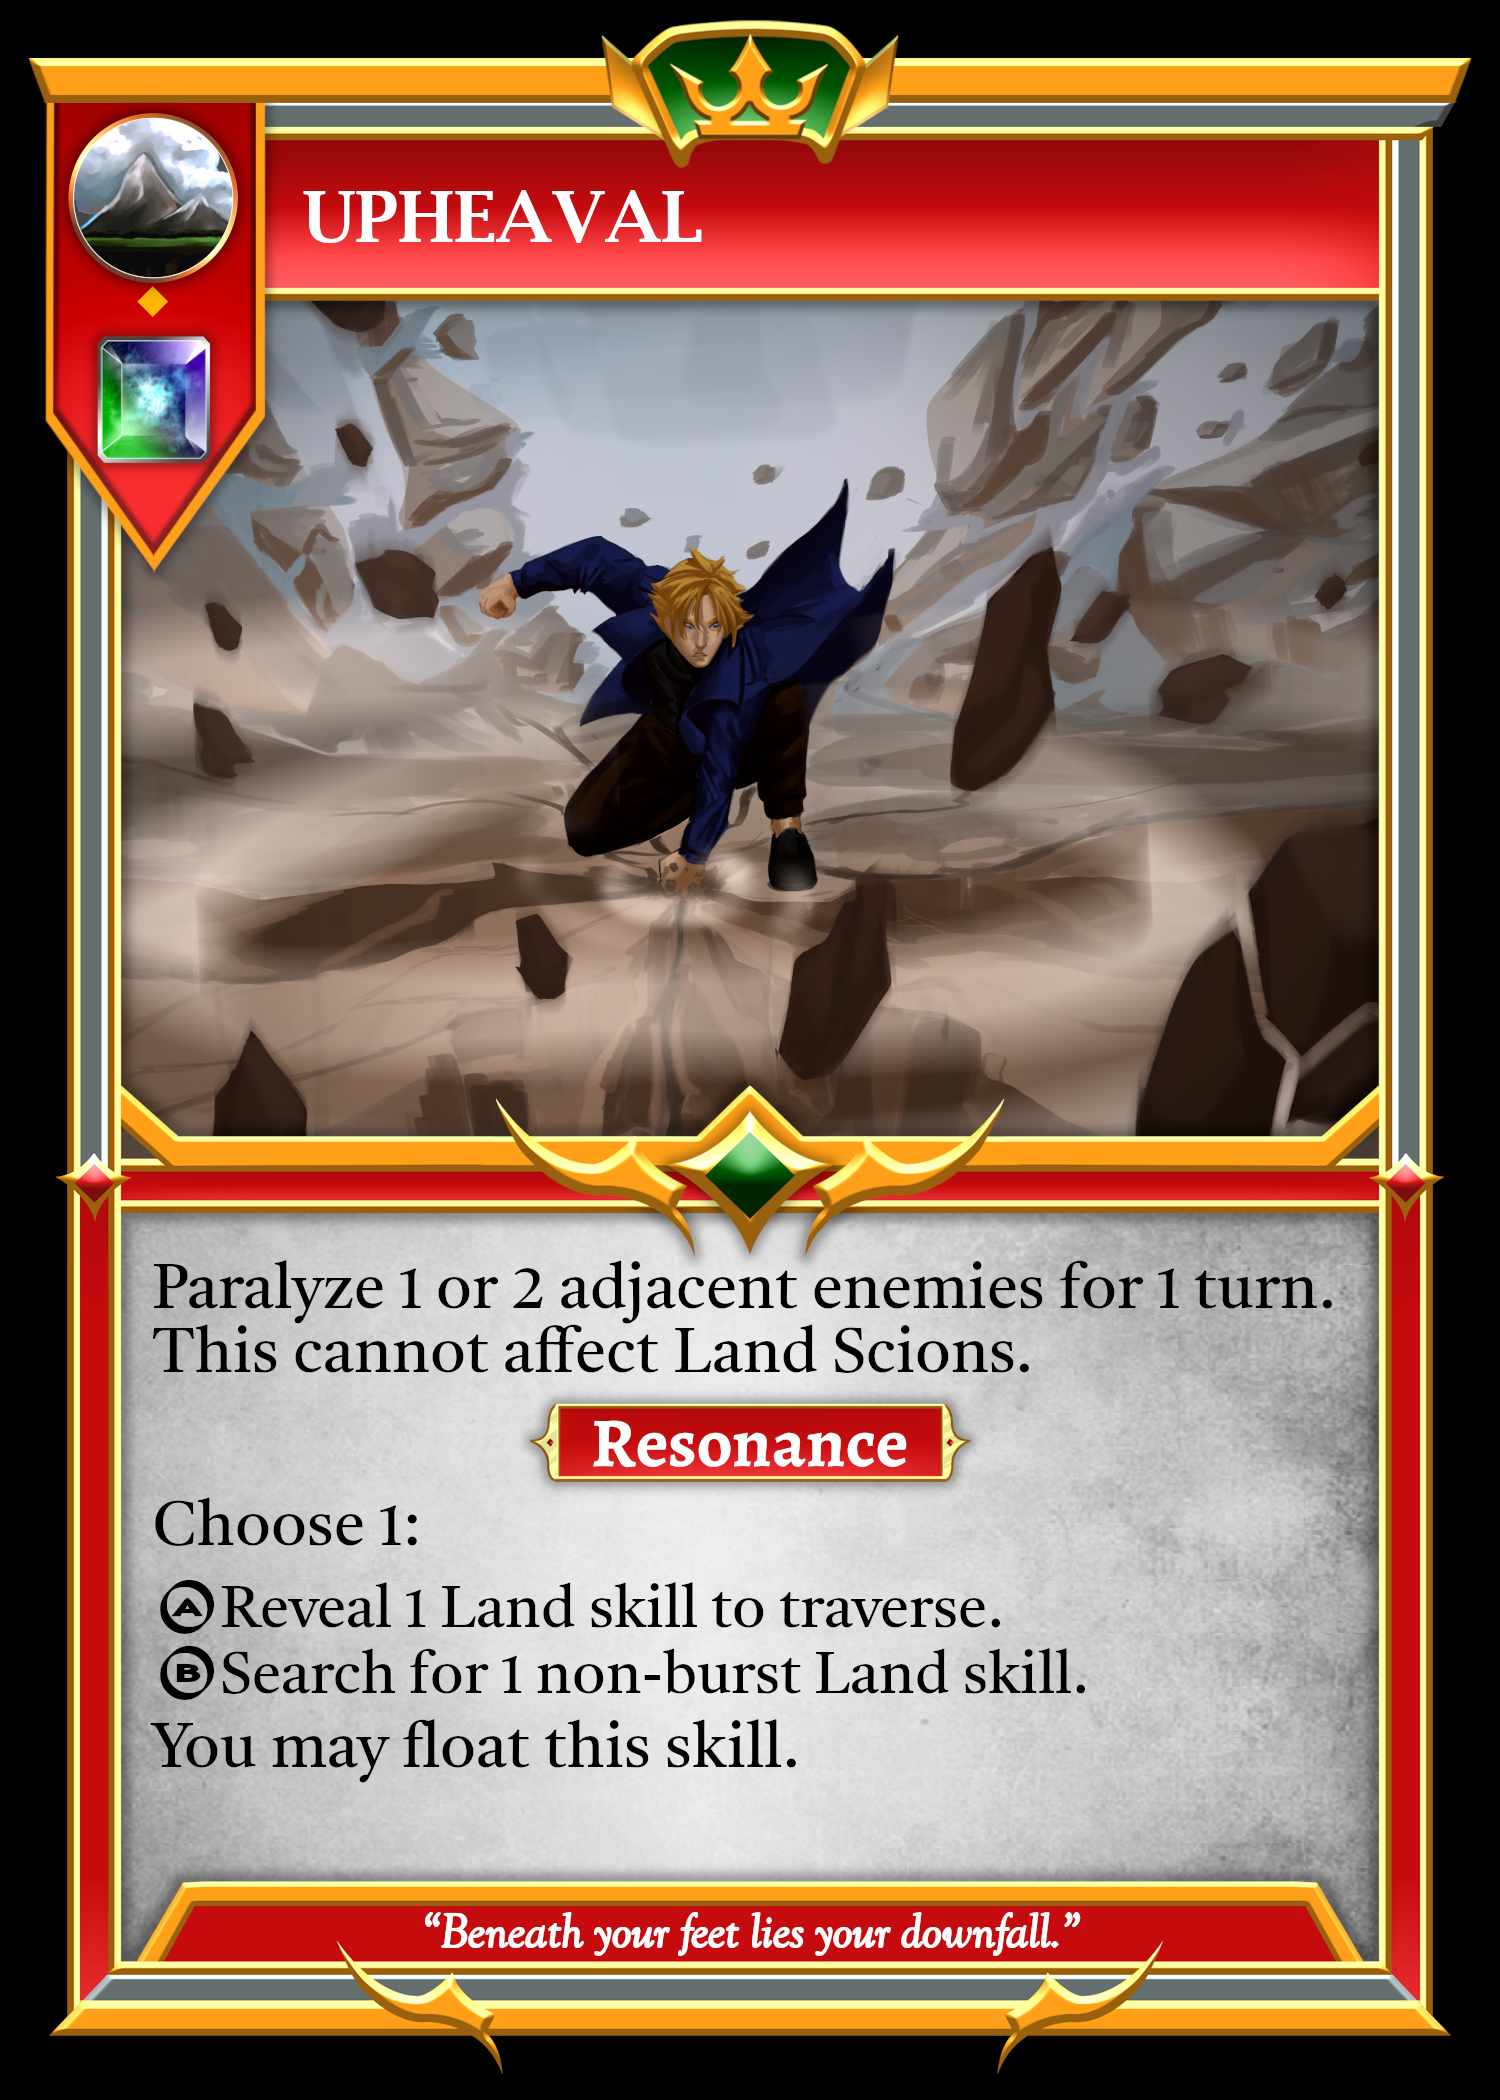 UPHEAVAL
Paralyze 1 or 2 adjacent enemies for 1 turn.
This cannot affect Land Scions.
Resonance
Choose 1:
Ⓐ Reveal 1 Land skill to traverse.
Ⓑ Search for 1 non-burst Land skill.
You may float this skill.
“Beneath your feet lies your downfall.”